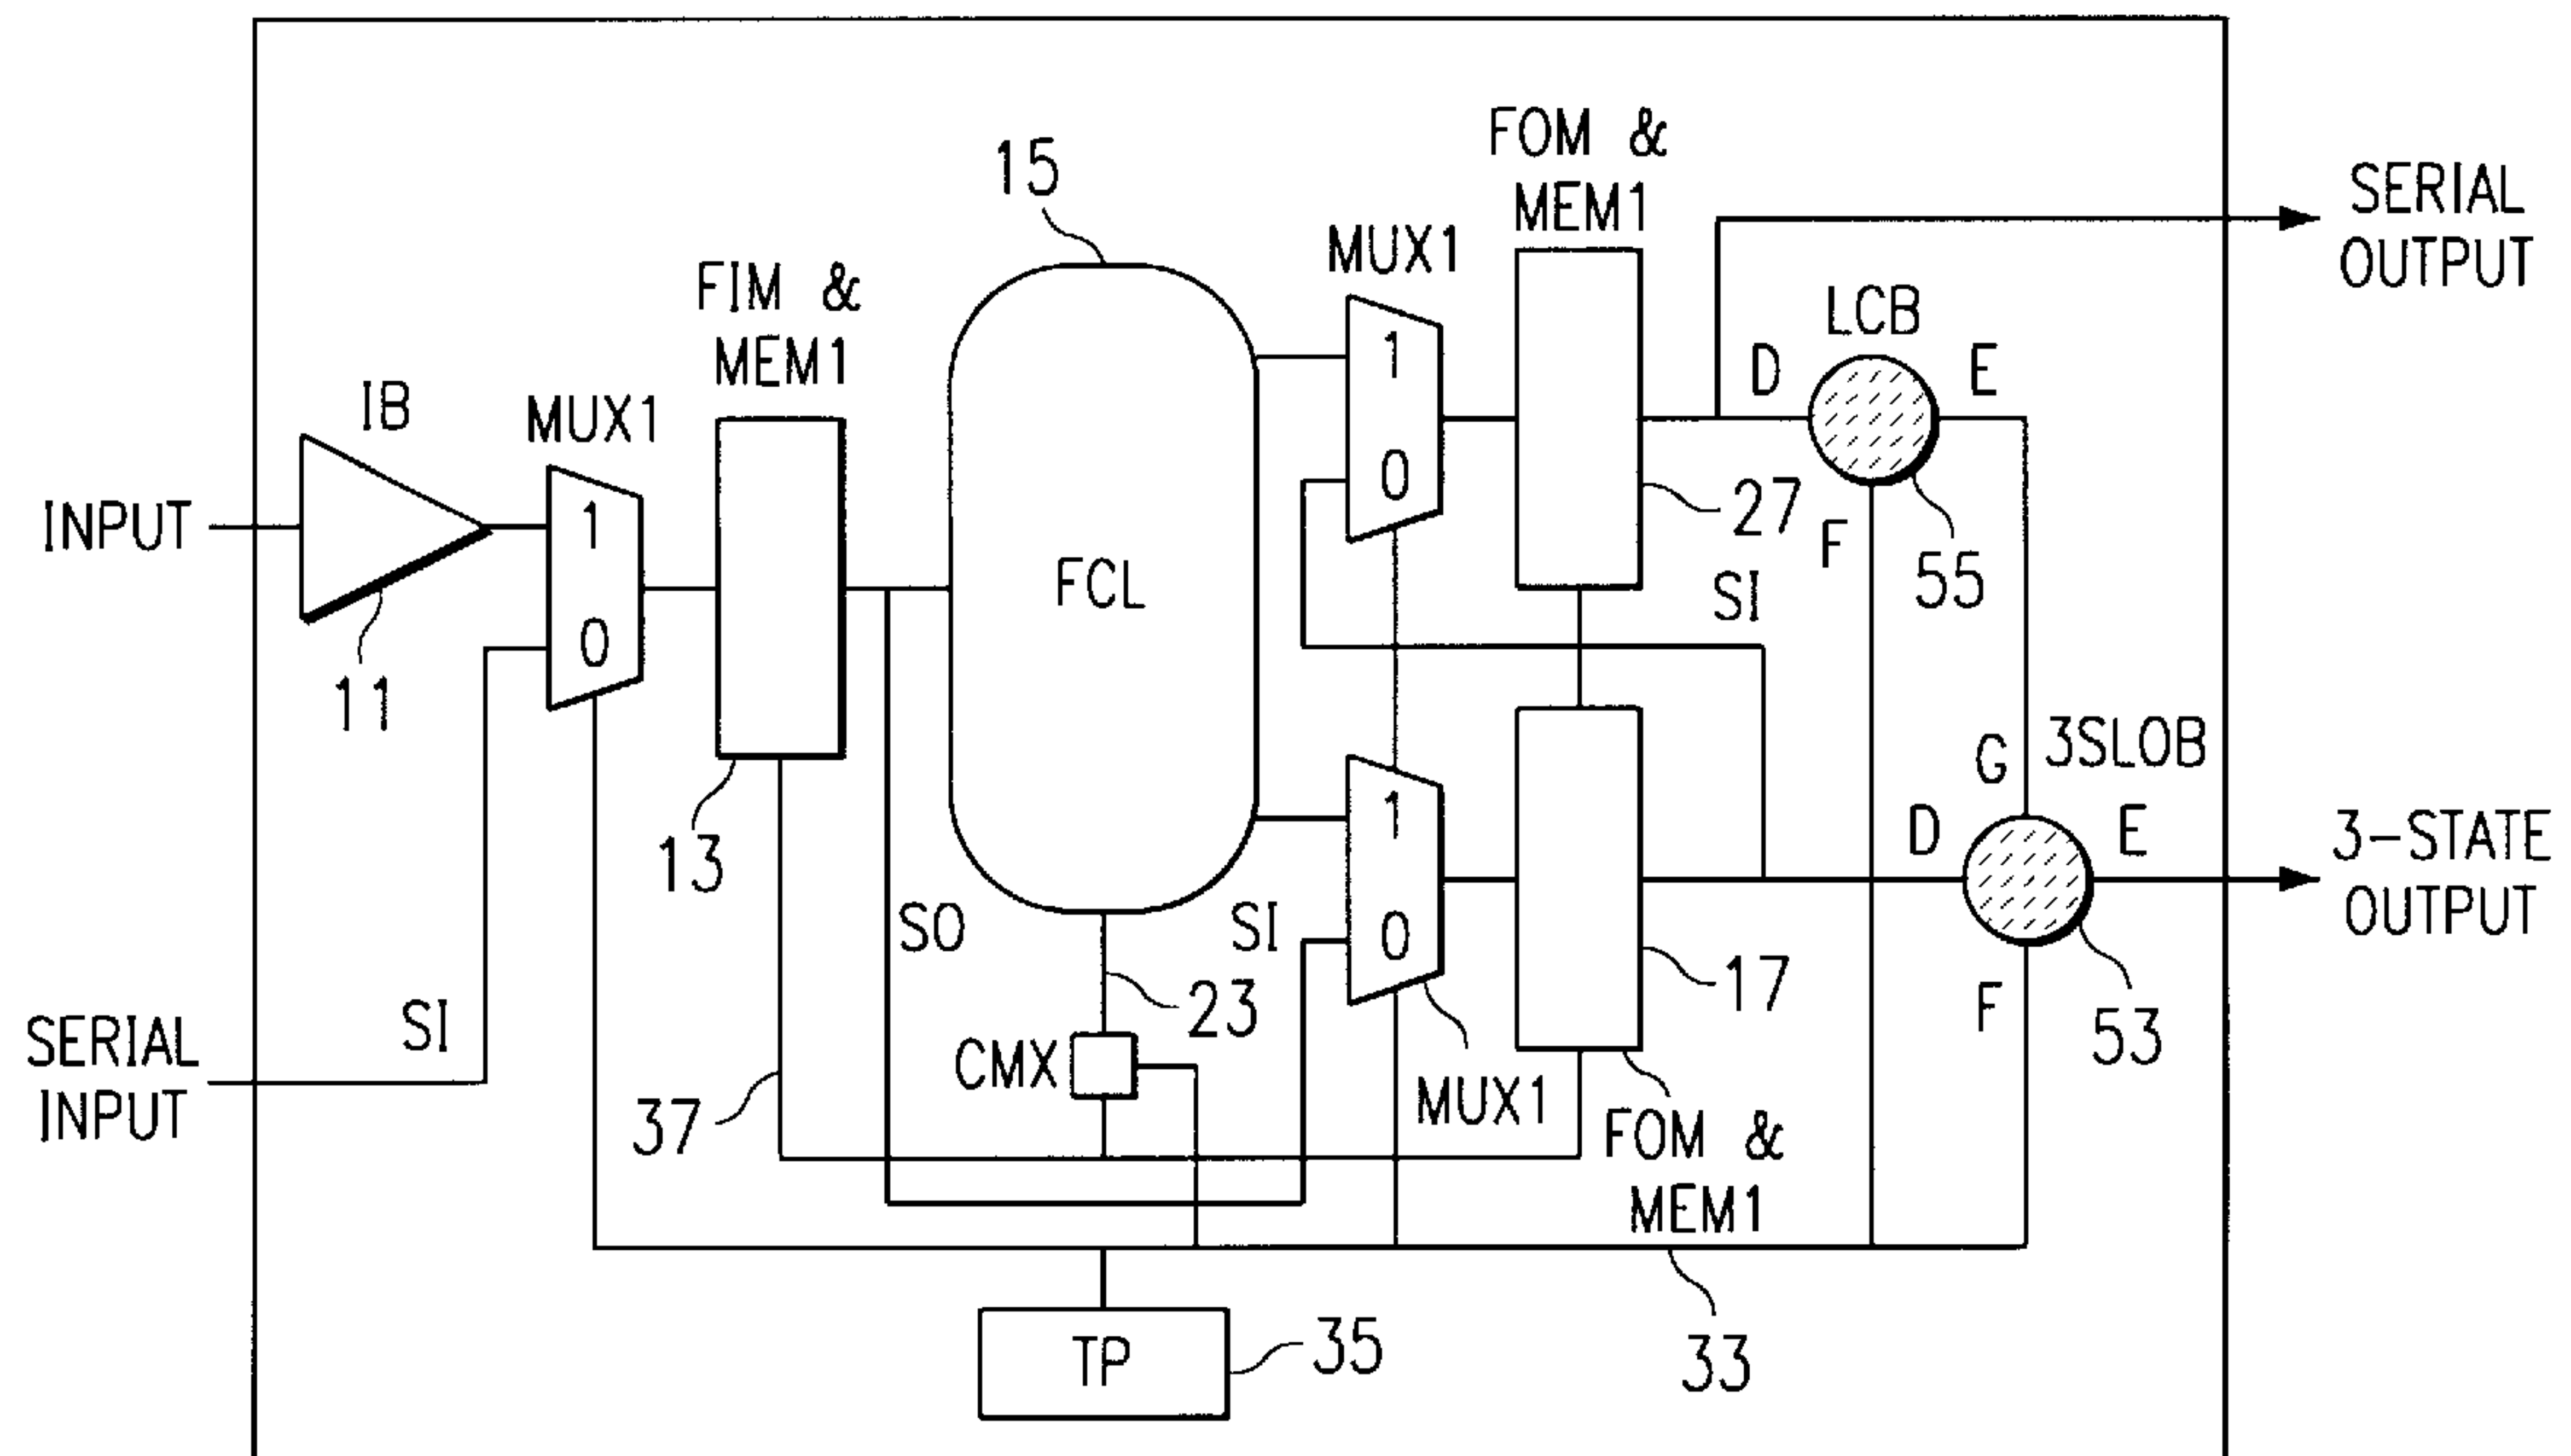 FOM &
MEM1
SERIAL
OUTPUT
15
MUX1
FIM &
MEM1
LCB
D
E
IB
MUX1
1
0
27
F
55
INPUT
1
0
FCL
SI
11
G
3SLOB
13
1
0
D
E
3-STATE
OUTPUT
SO
SI
17
F
53
SI
23
CMX
SERIAL
INPUT
37
MUX1
FOM &
MEM1
TP
35
33